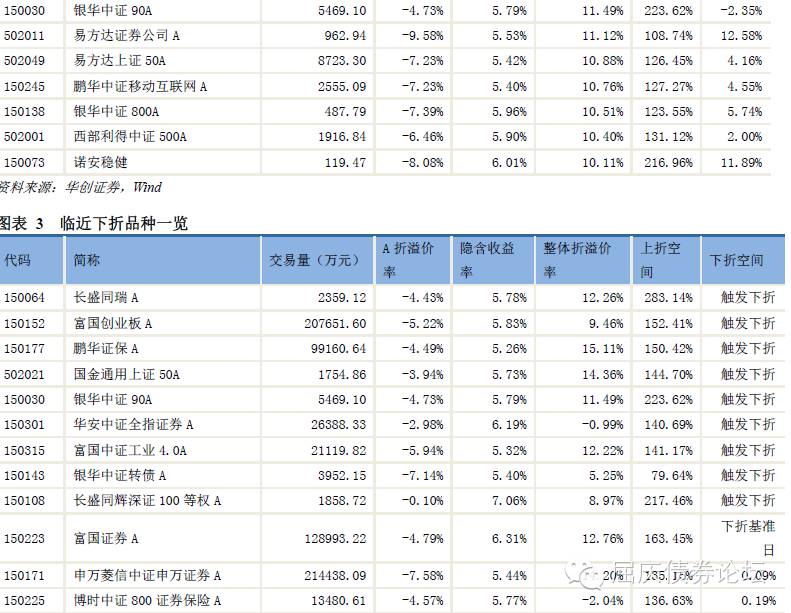 150030 银华中证 90A 5469.10 -4.73% 5.79% 11.49% 223.62% -2.35%
502011 易方达证券公司 A 962.94 -9.58% 5.53% 11.12% 108.74% 12.58%
502049 易方达上证 50A 8723.30 -7.23% 5.42% 10.88% 126.45% 4.16%
150245 鹏华中证移动互联网 A 2555.09 -7.23% 5.40% 10.76% 127.27% 4.55%
150138 银华中证 800A 487.79 -7.39% 5.96% 10.51% 123.55% 5.74%
502001 西部利得中证 500A 1916.84 -6.46% 5.90% 10.40% 131.12% 2.00%
150073 诺安稳健 119.47 -8.08% 6.01% 10.11% 216.96% 11.89%
资料来源：华创证券，Wind
图表 3 临近下折品种一览
代码 简称 交易量（万元） A 折溢价率 隐含收益率 整体折溢价率 上折空间 下折空间
150064 长盛同瑞 A 2359.12 -4.43% 5.78% 12.26% 283.14% 触发下折
150152 富国创业板 A 207651.60 -5.22% 5.83% 9.46% 152.41% 触发下折
150177 鹏华证保 A 99160.64 -4.49% 5.26% 15.11% 150.42% 触发下折
502021 国金通用上证 50A 1754.86 -3.94% 5.73% 14.36% 144.70% 触发下折
150030 银华中证 90A 5469.10 -4.73% 5.79% 11.49% 223.62% 触发下折
150301 华安中证全指证券 A 26388.33 -2.98% 6.19% -0.99% 140.69% 触发下折
150315 富国中证工业 4.0A 21119.82 -5.94% 5.32% 12.22% 141.17% 触发下折
150143 银华中证转债 A 3952.15 -7.14% 5.40% 5.25% 79.64% 触发下折
150108 长盛同辉深证 100 等权 A 1858.72 -0.10% 7.06% 8.97% 217.46% 触发下折
150223 富国证券 A 128993.22 -4.79% 6.31% 12.76% 163.45% 下折基准日
150171 申万菱信中证申万证券 A 214438.09 -7.58% 5.44% 0.09%
屈庆债券论坛
150225 博时中证 800 证券保险 A 13480.61 -4.57% 5.77% -2.04% 136.63% 0.19%